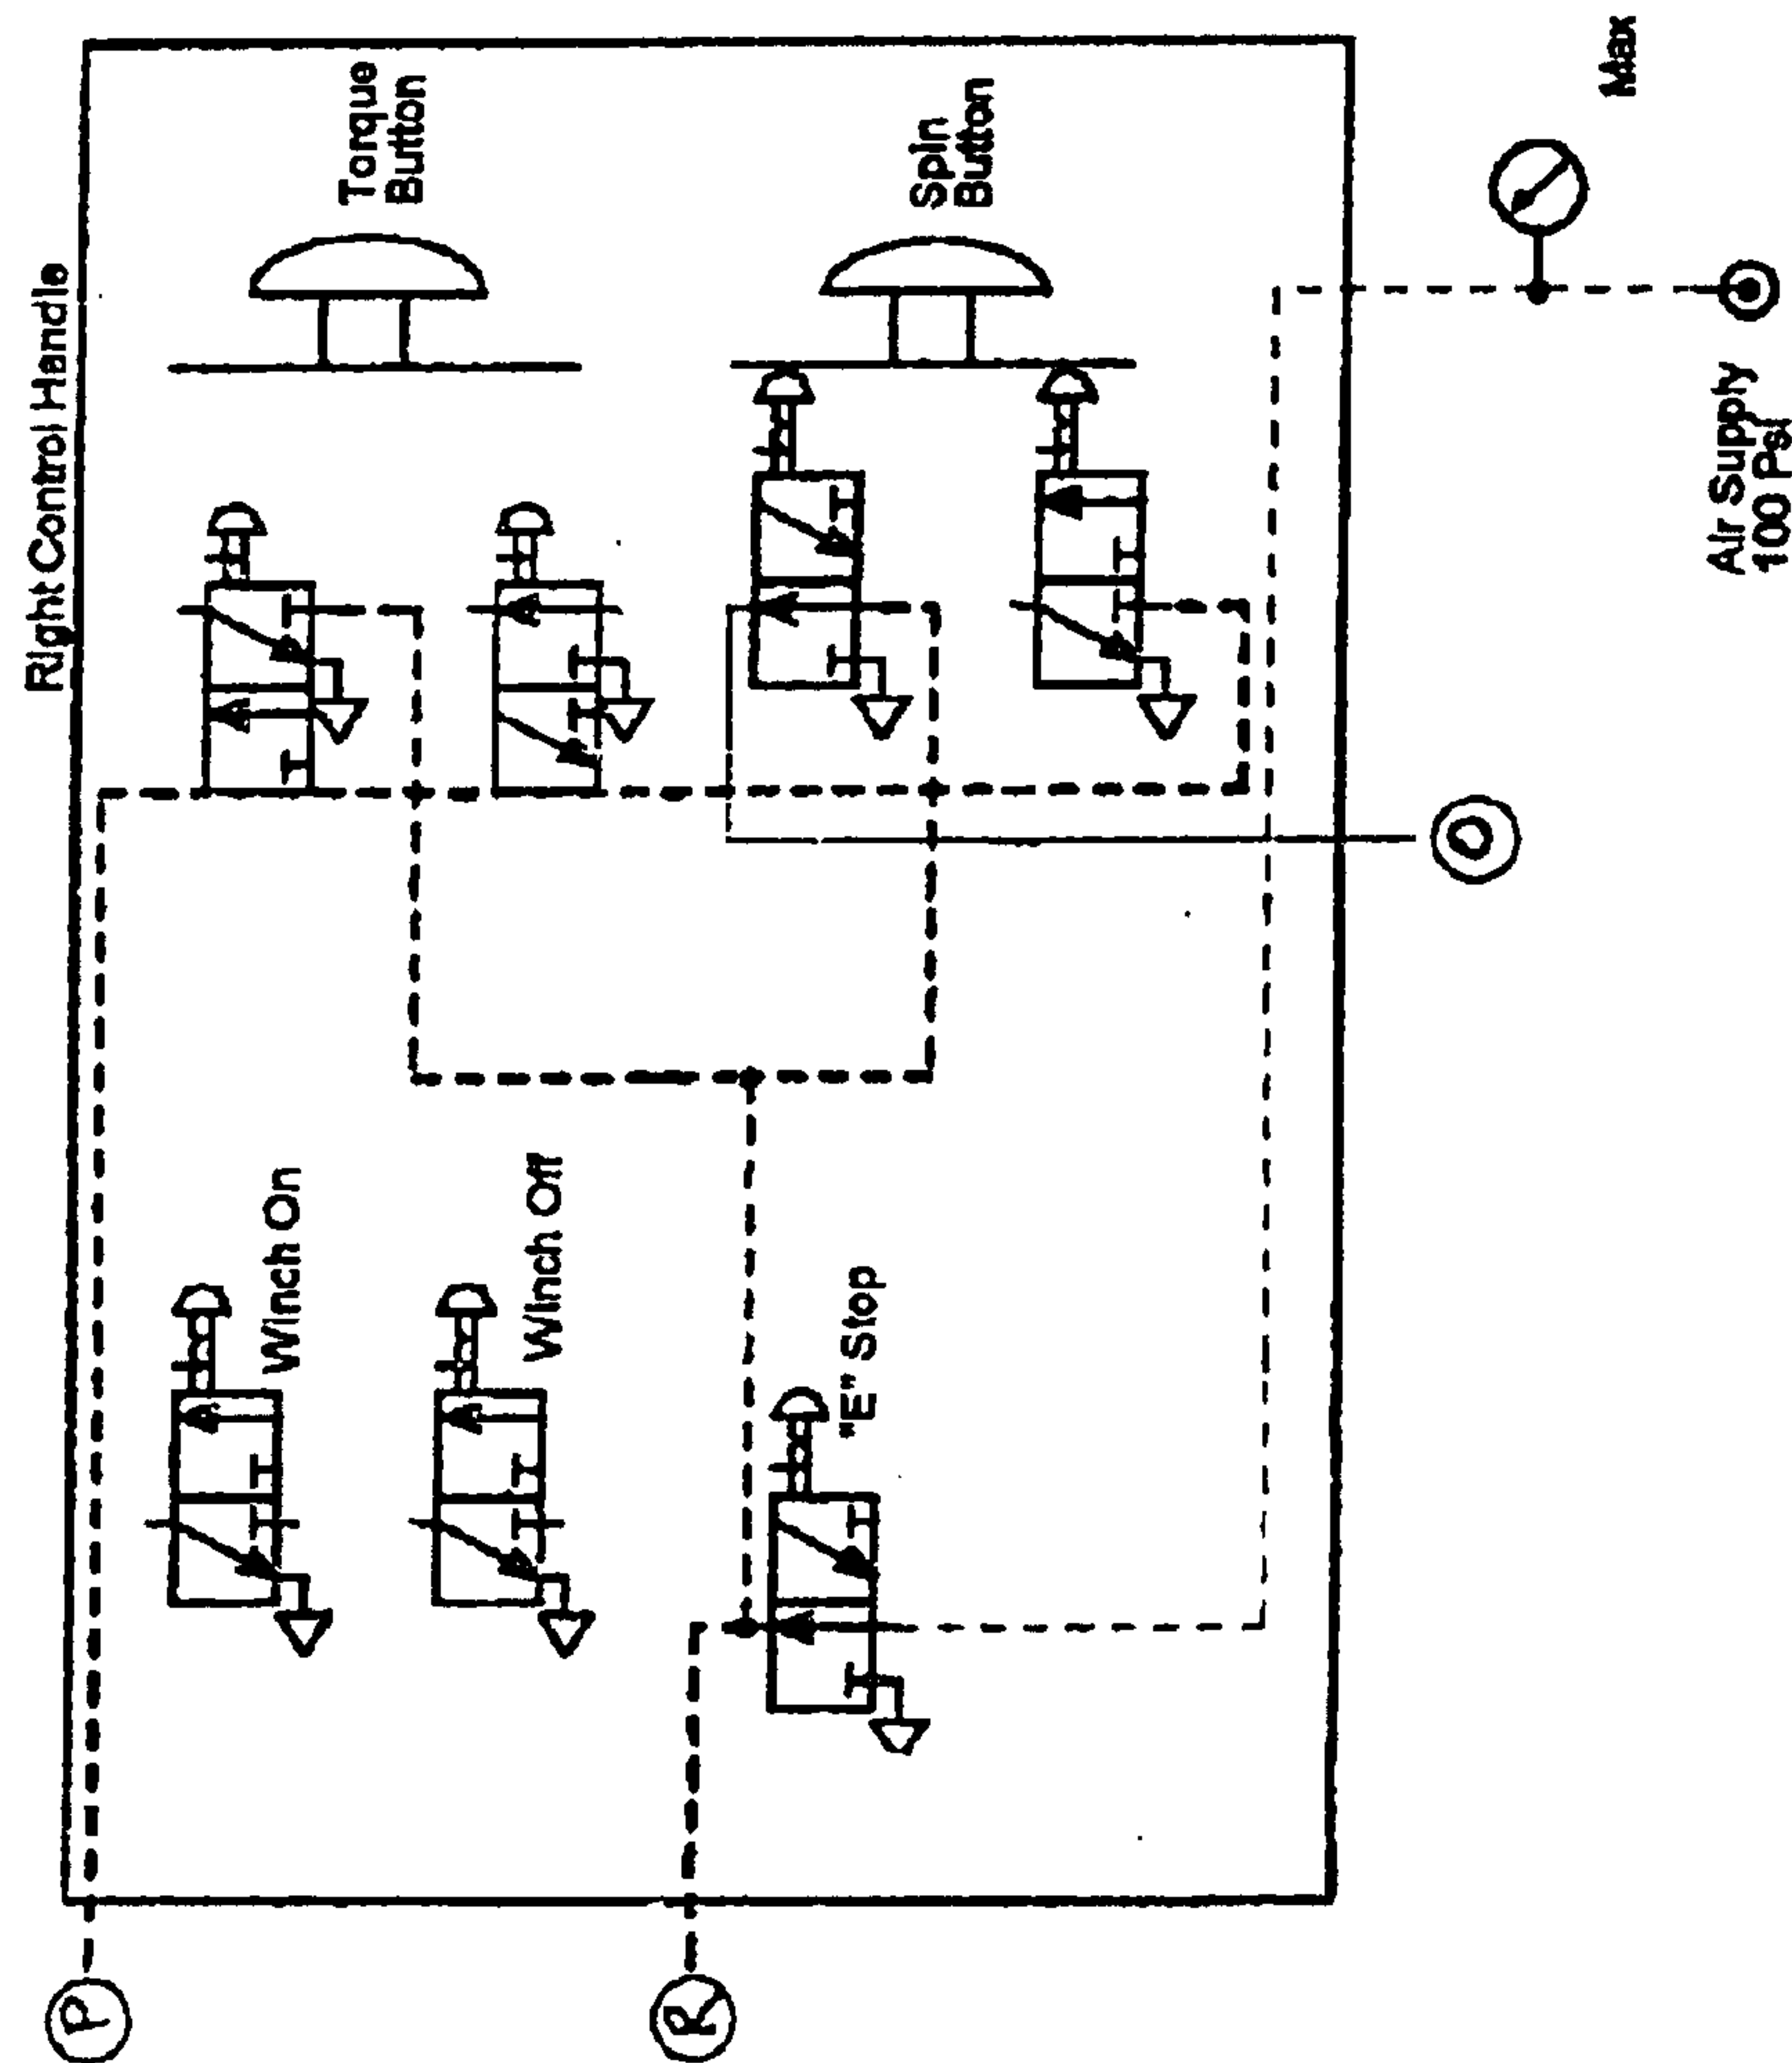 Right Control Handle
Torque
Button
Spin
Button
Max
Air Supply
100 Psi
Winch On
Winch Off
"E" Stop
P
R